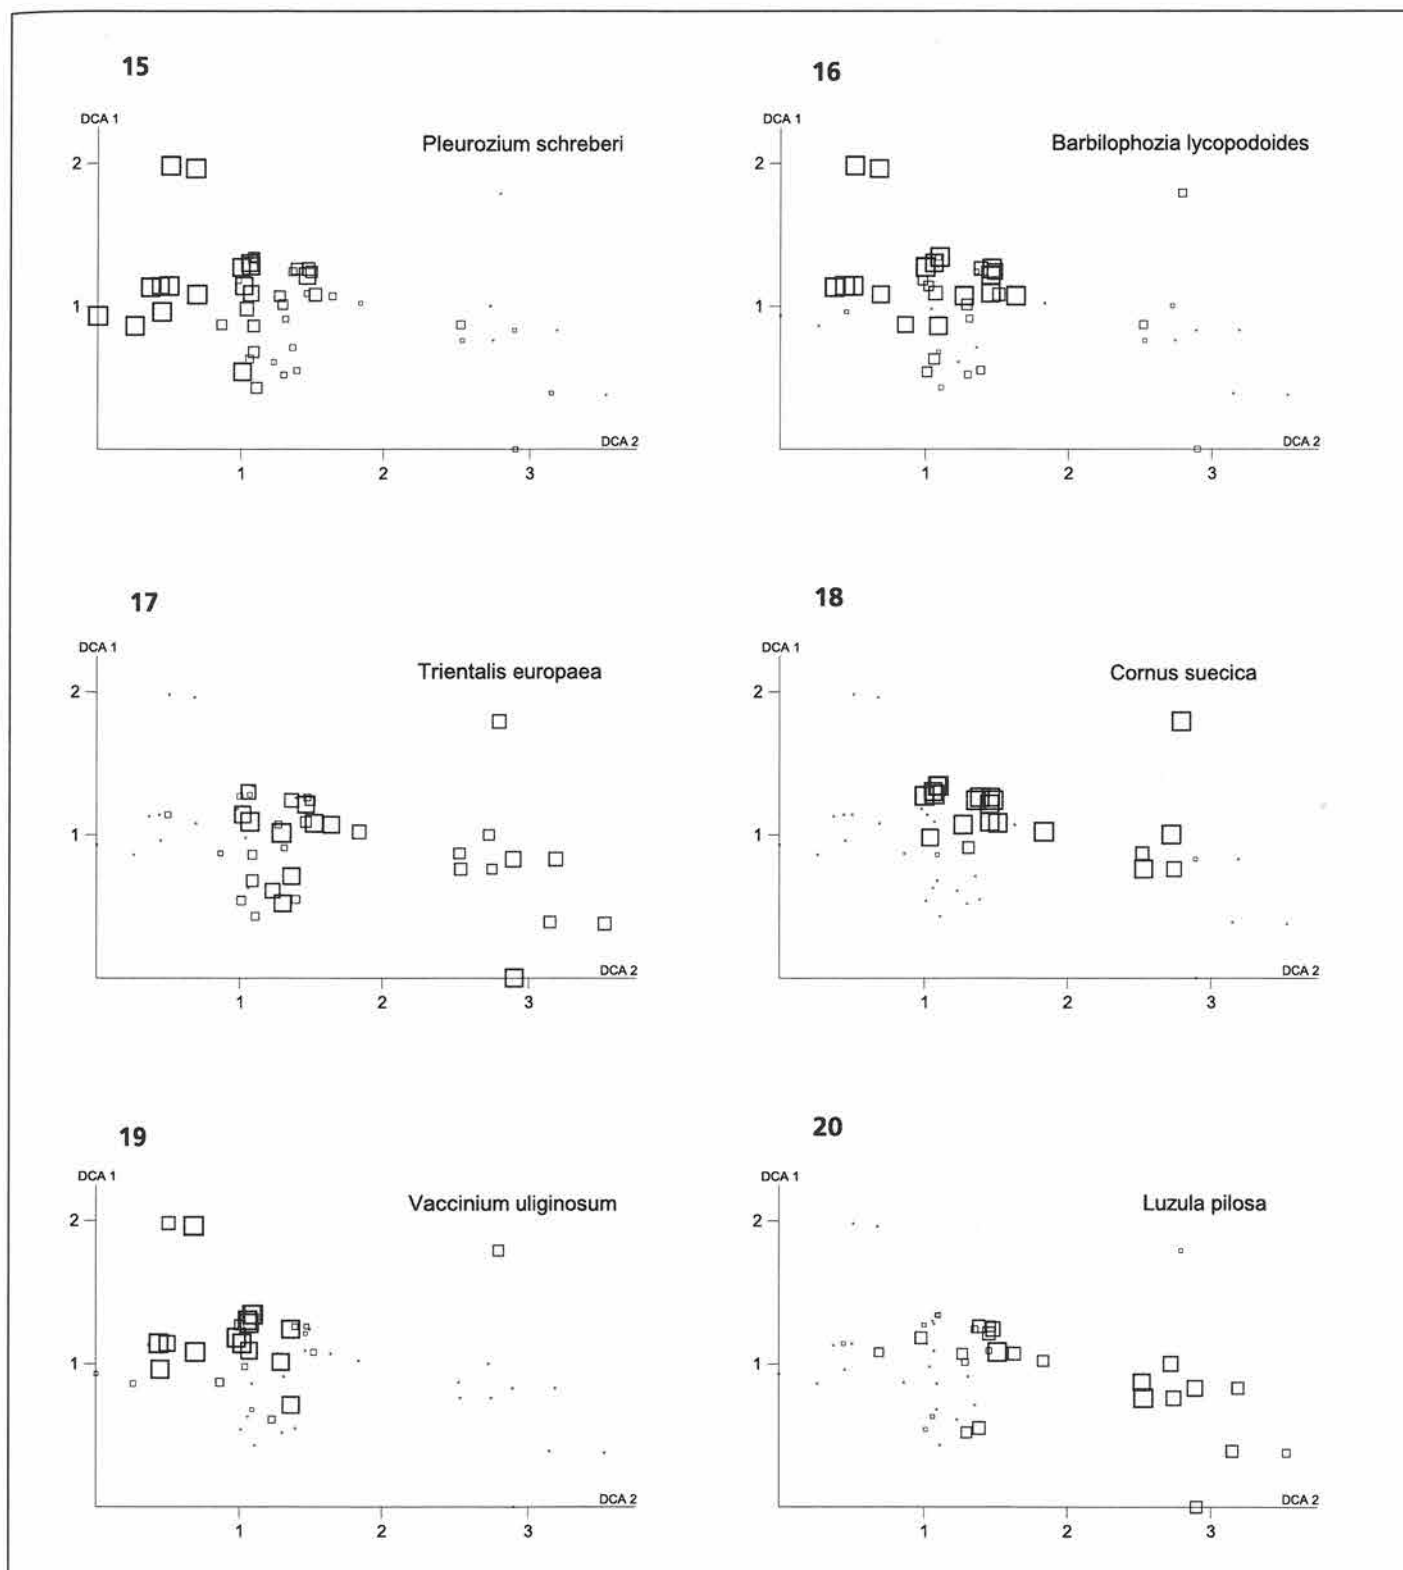 15
DCA 1
Pleurozium schreberi
2
1
DCA 2
1 2 3
16
DCA 1
Barbilophozia lycopodoides
2
1
DCA 2
1 2 3
17
DCA 1
Trientalis europaea
2
1
DCA 2
1 2 3
18
DCA 1
Cornus suecica
2
1
DCA 2
1 2 3
19
DCA 1
Vaccinium uliginosum
2
1
DCA 2
1 2 3
20
DCA 1
Luzula pilosa
2
1
DCA 2
1 2 3